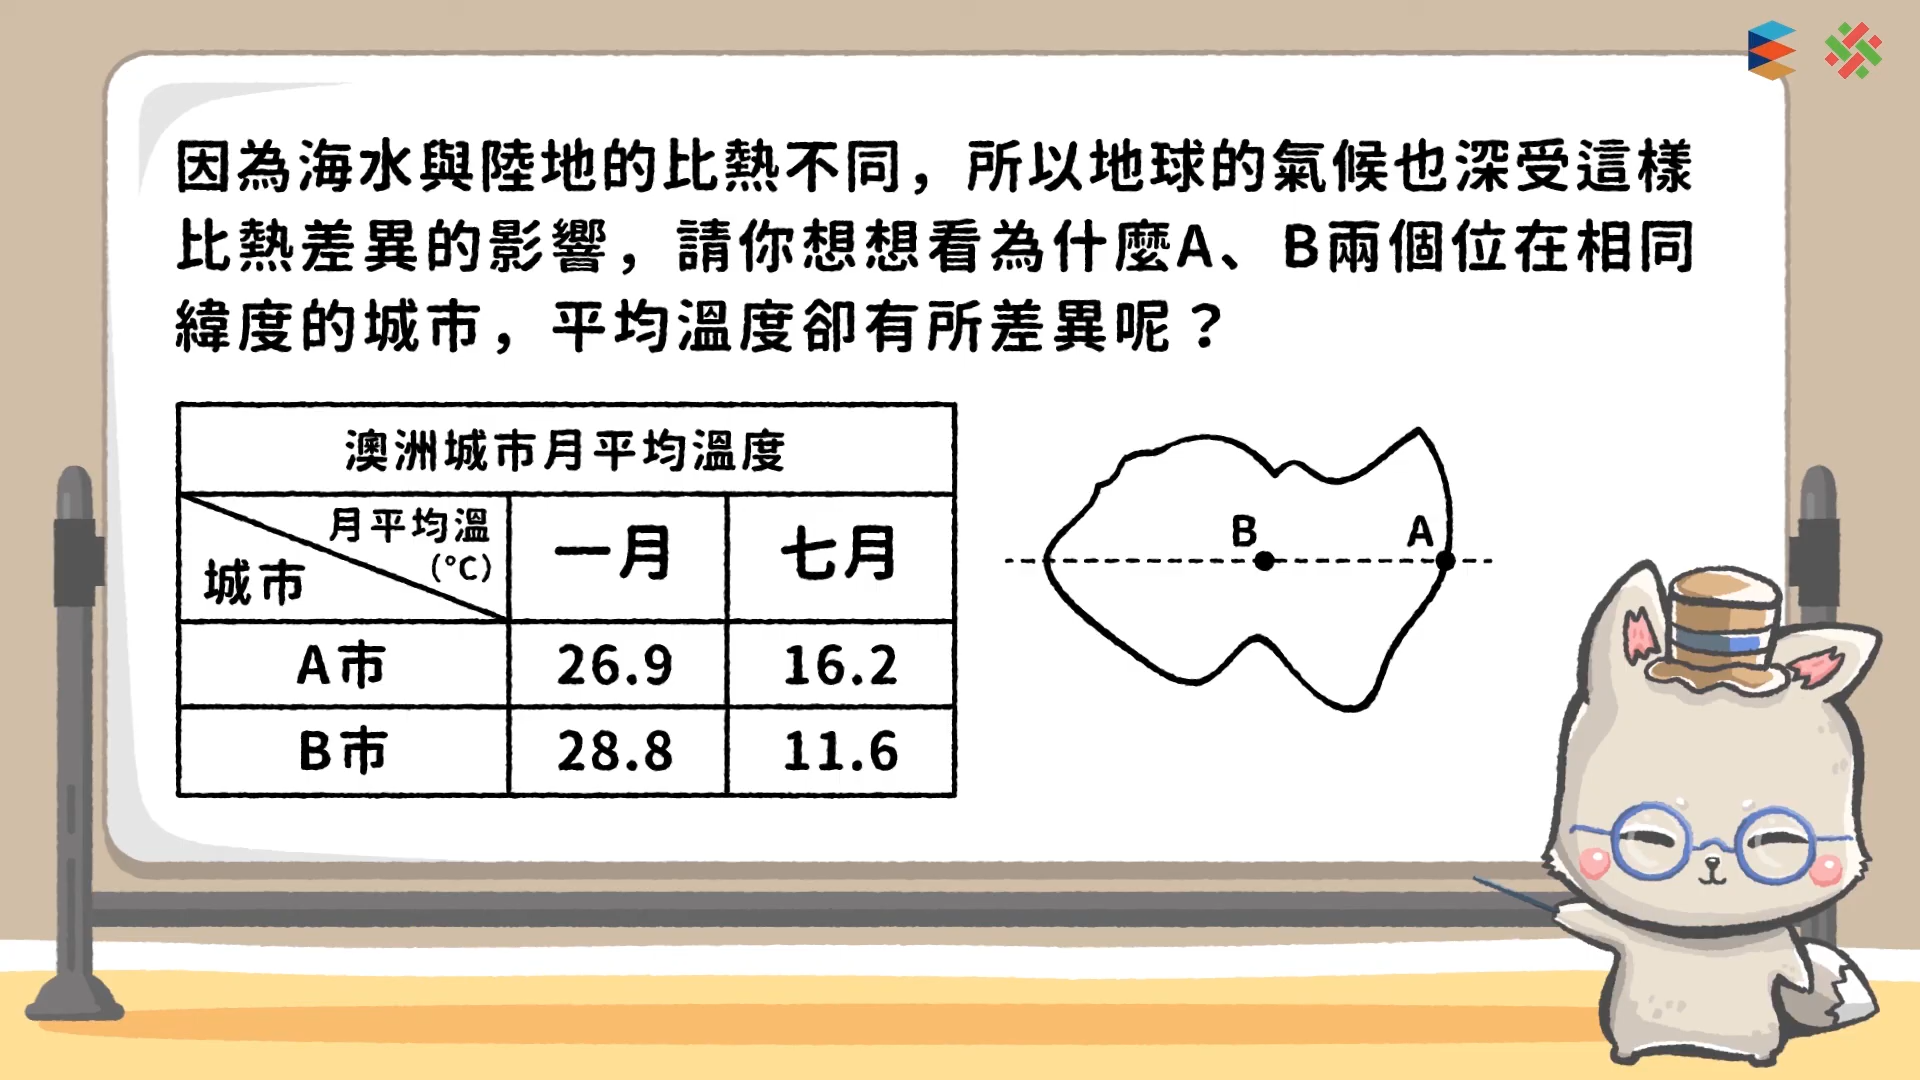 因為海水與陸地的比熱不同，所以地球的氣候也深受這樣
比熱差異的影響，請你想想看為什麼A、B兩個位在相同
緯度的城市，平均溫度卻有所差異呢？
澳洲城市月平均溫度
月平均溫
(°C)
城市
一月
七月
A市
26.9
16.2
B市
28.8
11.6
B
A